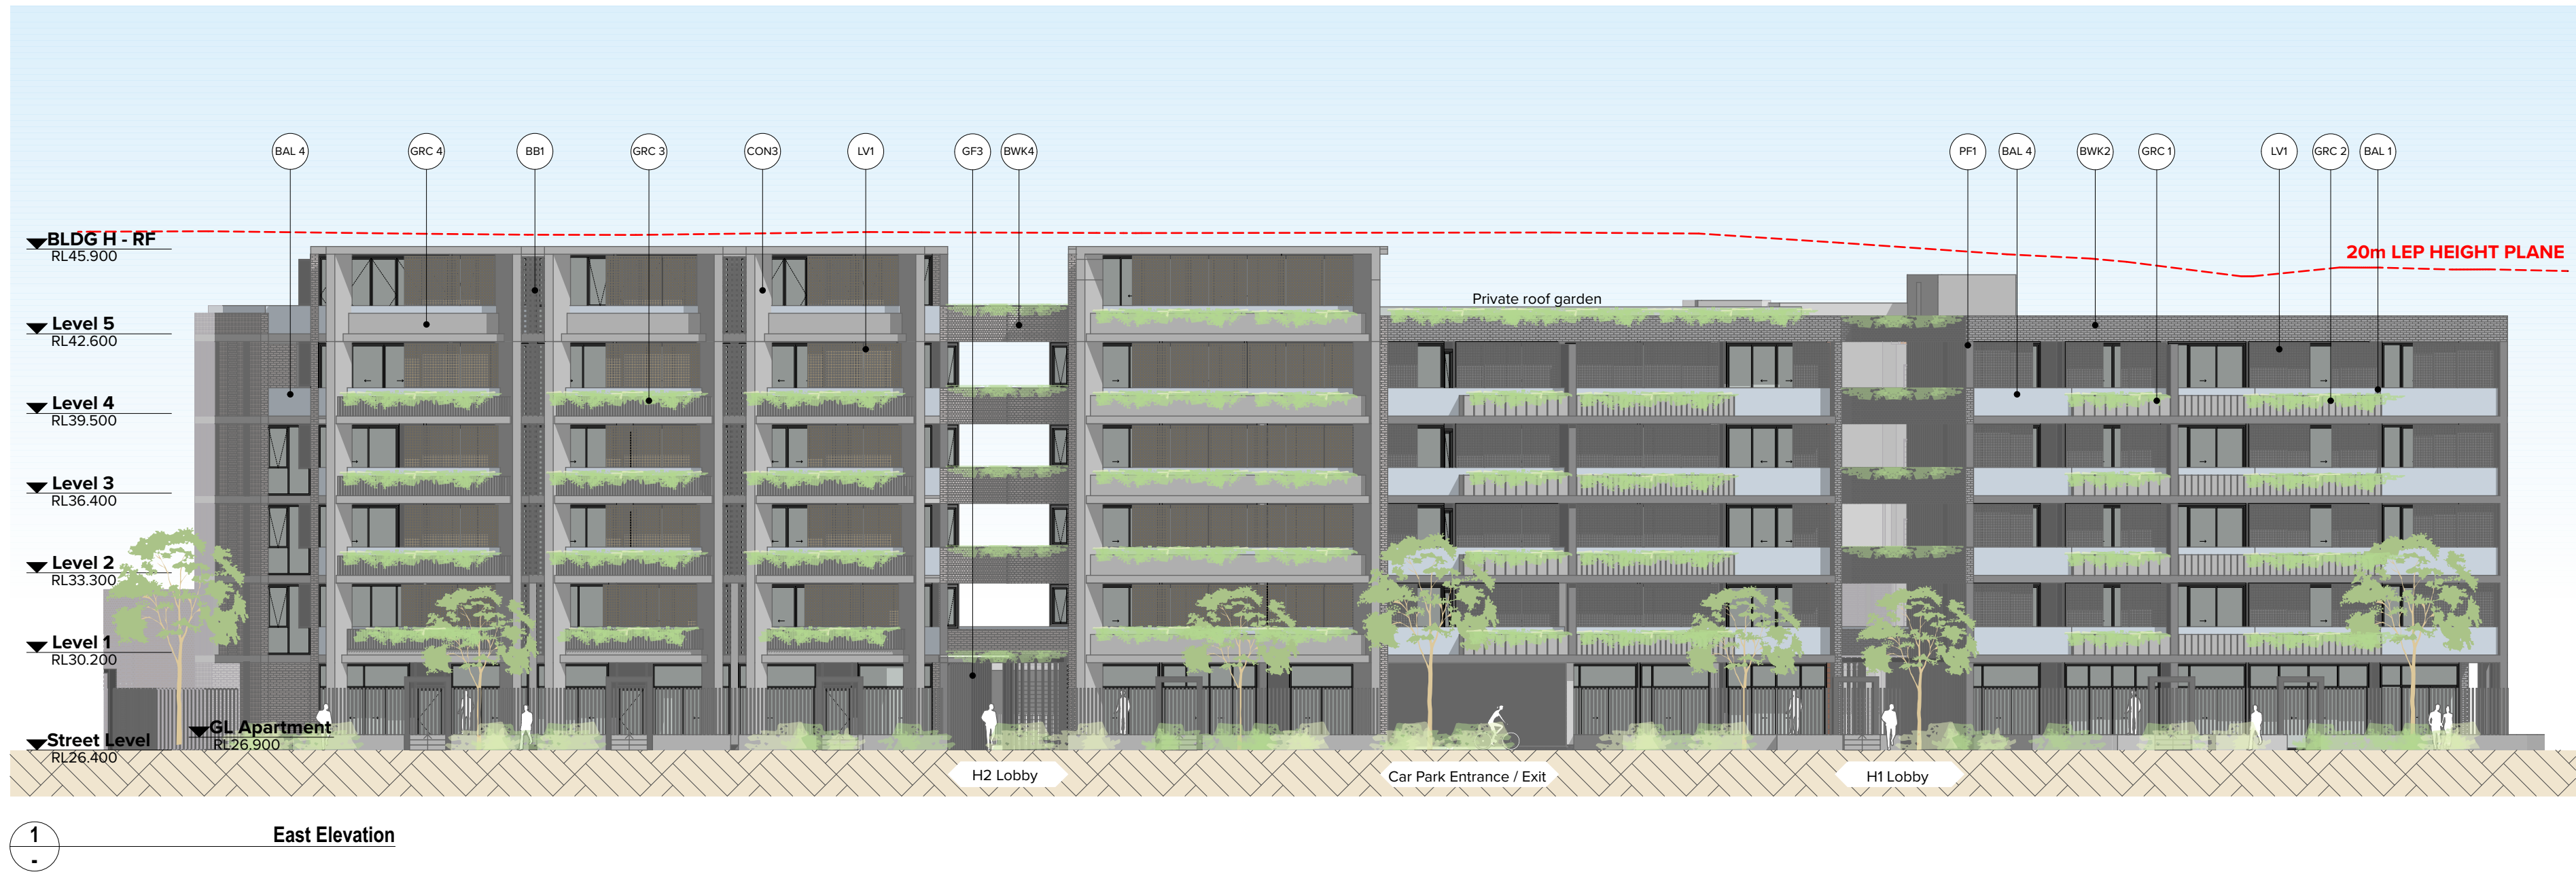 BAL 4
GRC 4
BB1
GRC 3
CON3
LV1
GF3
BWK4
PF1
BAL 4
BWK2
GRC 1
LV1
GRC 2
BAL 1
BLDG H - RF
RL45.900
20m LEP HEIGHT PLANE
Private roof garden
Level 5
RL42.600
Level 4
RL39.500
Level 3
RL36.400
Level 2
RL33.300
Level 1
RL30.200
GL Apartment
RL26.900
Street Level
RL26.400
H2 Lobby
Car Park Entrance / Exit
H1 Lobby
1
-
East Elevation